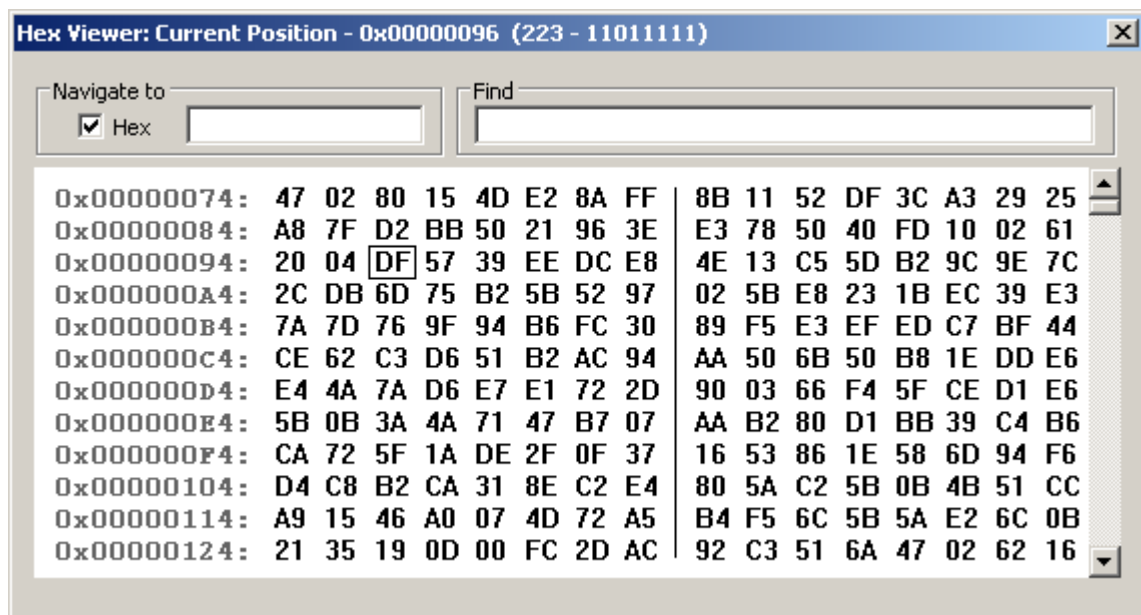 Hex Viewer: Current Position - 0x00000096 (223 - 11011111)
Navigate to
Find
Hex
0x00000074: 47 02 80 15 4D E2 8A FF 8B 11 52 DF 3C A3 29 25
0x00000084: A8 7F D2 BB 50 21 96 3E E3 78 50 40 FD 10 02 61
0x00000094: 20 04 DF 57 39 EE DC E8 4E 13 C5 5D B2 9C 9E 7C
0x000000A4: 2C DB 6D 75 B2 5B 52 97 02 5B E8 23 1B EC 39 E3
0x000000B4: 7A 7D 76 9F 94 B6 FC 30 89 F5 E3 EF ED C7 BF 44
0x000000C4: CE 62 C3 D6 51 B2 AC 94 AA 50 6B 50 B8 1E DD E6
0x000000D4: E4 4A 7A D6 E7 E1 72 2D 90 03 66 F4 5F CE D1 E6
0x000000E4: 5B 0B 3A 4A 71 47 B7 07 AA B2 80 D1 BB 39 C4 B6
0x000000F4: CA 72 5F 1A DE 2F 0F 37 16 53 86 1E 58 6D 94 F6
0x00000104: D4 C8 B2 CA 31 8E C2 E4 80 5A C2 5B 0B 4B 51 CC
0x00000114: A9 15 46 A0 07 4D 72 A5 B4 F5 6C 5B 5A E2 6C 0B
0x00000124: 21 35 19 0D 00 FC 2D AC 92 C3 51 6A 47 02 62 16